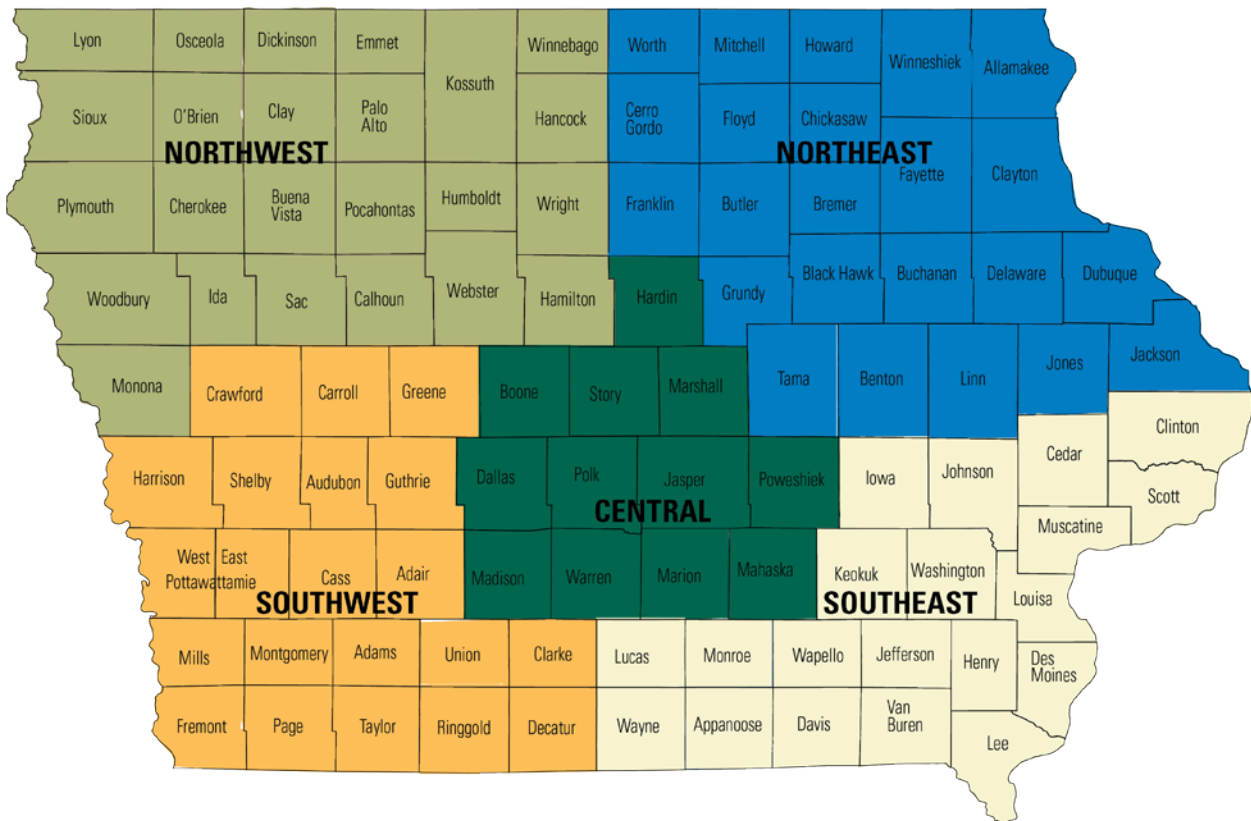 Lyon
Osceola
Dickinson
Emmet
Kossuth
Winnebago
Worth
Mitchell
Howard
Winneshiek
Allamakee
Sioux
O'Brien
Clay
Palo
Alto
Hancock
Cerro
Gordo
Floyd
Chickasaw
NORTHWEST
NORTHEAST
Fayette
Clayton
Plymouth
Cherokee
Buena
Vista
Pocahontas
Humboldt
Wright
Franklin
Butler
Bremer
Woodbury
Ida
Sac
Calhoun
Webster
Hamilton
Hardin
Grundy
Black Hawk
Buchanan
Delaware
Dubuque
Monona
Crawford
Carroll
Greene
Boone
Story
Marshall
Tama
Benton
Linn
Jones
Jackson
Harrison
Shelby
Audubon
Guthrie
Dallas
Polk
Jasper
Poweshiek
Iowa
Johnson
Cedar
Clinton
Scott
CENTRAL
Muscatine
West
East
Pottawattamie
Cass
Adair
Madison
Warren
Marion
Mahaska
Keokuk
Washington
Louisa
SOUTHWEST
SOUTHEAST
Mills
Montgomery
Adams
Union
Clarke
Lucas
Monroe
Wapello
Jefferson
Henry
Des
Moines
Fremont
Page
Taylor
Ringgold
Decatur
Wayne
Appanoose
Davis
Van
Buren
Lee